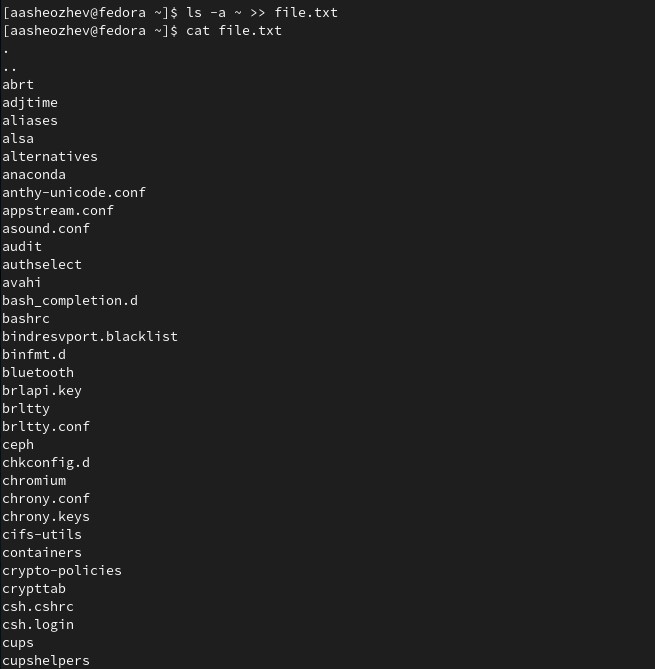 [aasheozhev@fedora ~]$ ls -a ~ >> file.txt
[aasheozhev@fedora ~]$ cat file.txt
.
..
abrt
adjtime
aliases
alsa
alternatives
anaconda
anthy-unicode.conf
appstream.conf
asound.conf
audit
authselect
avahi
bash_completion.d
bashrc
bindresvport.blacklist
binfmt.d
bluetooth
brlapi.key
brltty
brltty.conf
ceph
chkconfig.d
chromium
chrony.conf
chrony.keys
cifs-utils
containers
crypto-policies
crypttab
csh.cshrc
csh.login
cups
cupshelpers